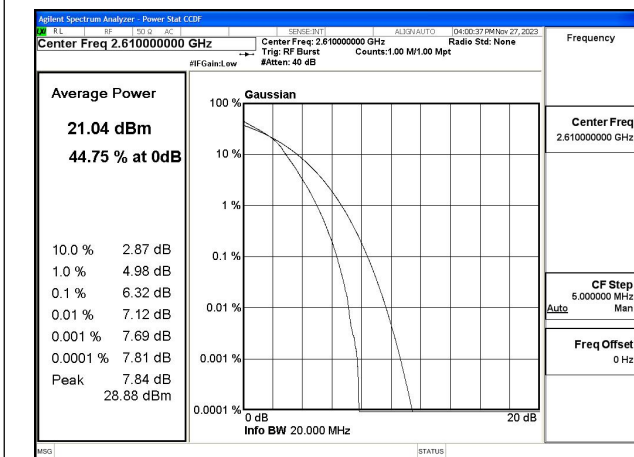 Agilent Spectrum Analyzer - Power Stat CCDF
RL RF 50 Ω AC SENSE:INT ALIGN AUTO 04:00:37 PM Nov 27, 2023
Center Freq 2.610000000 GHz
Center Freq: 2.610000000 GHz Radio Std: None
Trig: RF Burst Counts:1.00 M/1.00 Mpt
#IFGain:Low #Atten: 40 dB
Frequency
Average Power
21.04 dBm
44.75 % at 0dB
10.0 % 2.87 dB
1.0 % 4.98 dB
0.1 % 6.32 dB
0.01 % 7.12 dB
0.001 % 7.69 dB
0.0001 % 7.81 dB
Peak 7.84 dB
28.88 dBm
100 % Gaussian
10 %
1 %
0.1 %
0.01 %
0.001 %
0.0001 %
0 dB 20 dB
Info BW 20.000 MHz
Center Freq
2.610000000 GHz
CF Step
5.000000 MHz
Auto Man
Freq Offset
0 Hz
MSG STATUS